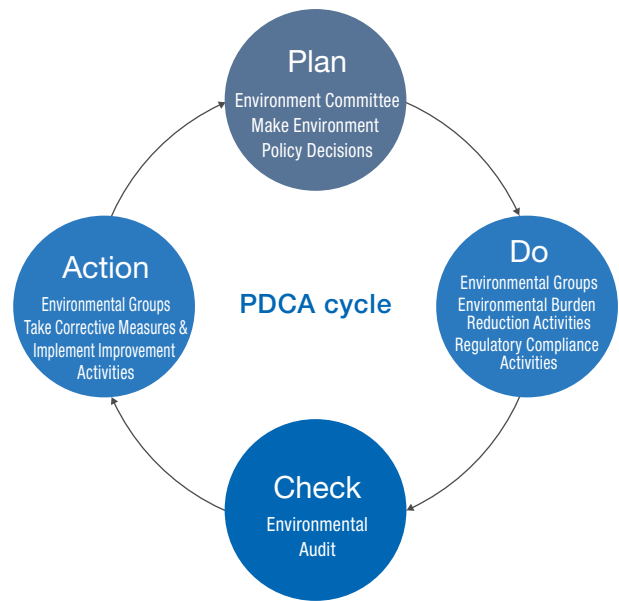 Plan
Environment Committee
Make Environment
Policy Decisions
Action
Environmental Groups
Take Corrective Measures &
Implement Improvement
Activities
PDCA cycle
Do
Environmental Groups
Environmental Burden
Reduction Activities
Regulatory Compliance
Activities
Check
Environmental
Audit